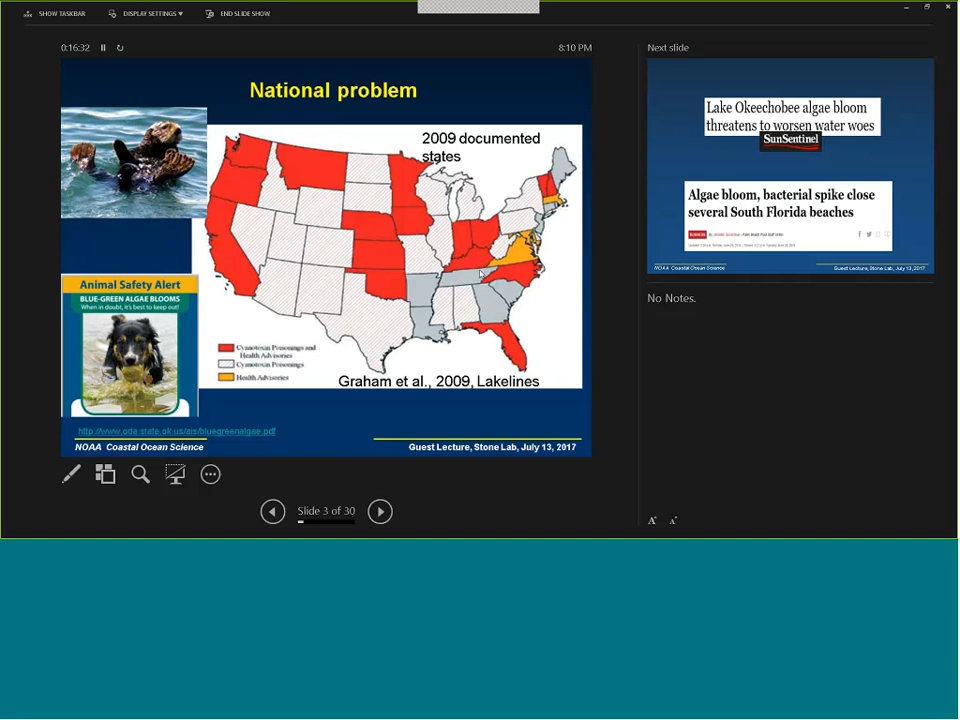 SHOW TASKBAR
DISPLAY SETTINGS ▼
END SLIDE SHOW
0:16:32
8:10 PM
National problem
2009 documented
states
Cyanotoxin Poisonings and
Health Advisories
Cyanotoxin Poisonings
Health Advisories
Graham et al., 2009, Lakelines
Animal Safety Alert
BLUE-GREEN ALGAE BLOOMS
When in doubt, it's best to keep out!
http://www.oda.state.ok.us/ais/bluegreenalgae.pdf
NOAA Coastal Ocean Science
Guest Lecture, Stone Lab, July 13, 2017
Slide 3 of 30
Next slide
Lake Okeechobee algae bloom
threatens to worsen water woes
SunSentinel
Algae bloom, bacterial spike close
several South Florida beaches
NOAA Coastal Ocean Science
Guest Lecture, Stone Lab, July 13,2017
No Notes.